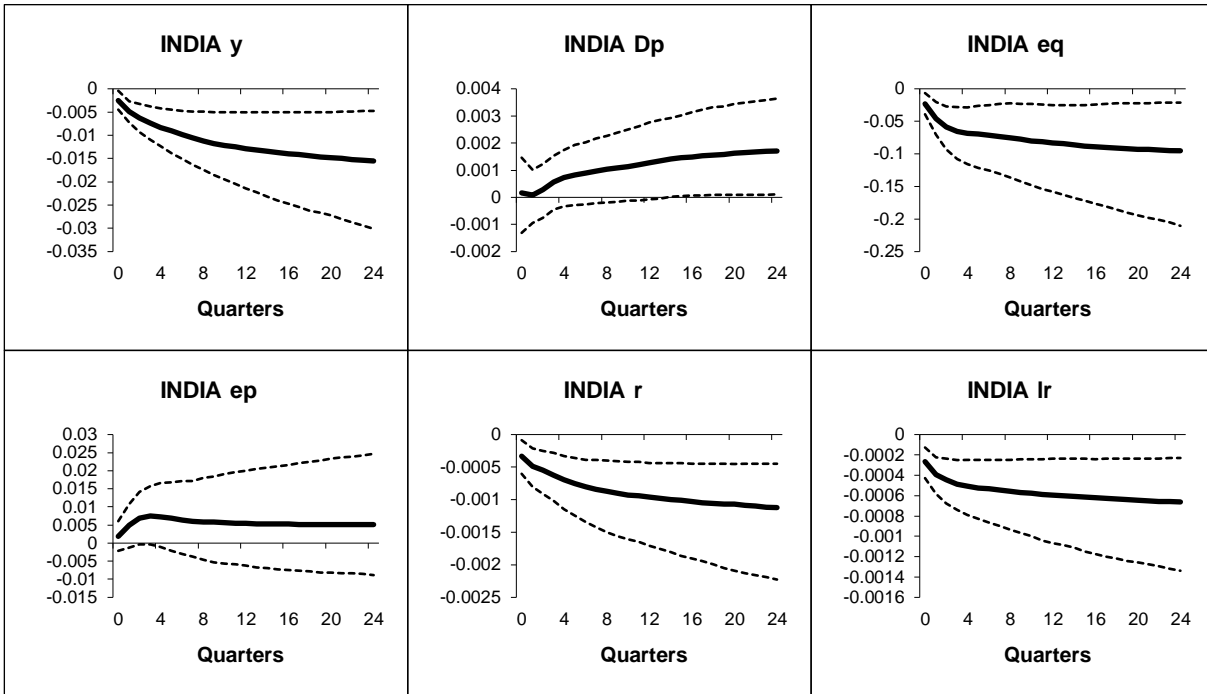 INDIA y
0
-0.005
-0.01
-0.015
-0.02
-0.025
-0.03
-0.035
0 4 8 12 16 20 24
Quarters
INDIA Dp
0.004
0.003
0.002
0.001
0
-0.001
-0.002
0 4 8 12 16 20 24
Quarters
INDIA eq
0
-0.05
-0.1
-0.15
-0.2
-0.25
0 4 8 12 16 20 24
Quarters
INDIA ep
0.03
0.025
0.02
0.015
0.01
0.005
0
-0.005
-0.01
-0.015
0 4 8 12 16 20 24
Quarters
INDIA r
0
-0.0005
-0.001
-0.0015
-0.002
-0.0025
0 4 8 12 16 20 24
Quarters
INDIA lr
0
-0.0002
-0.0004
-0.0006
-0.0008
-0.001
-0.0012
-0.0014
-0.0016
0 4 8 12 16 20 24
Quarters